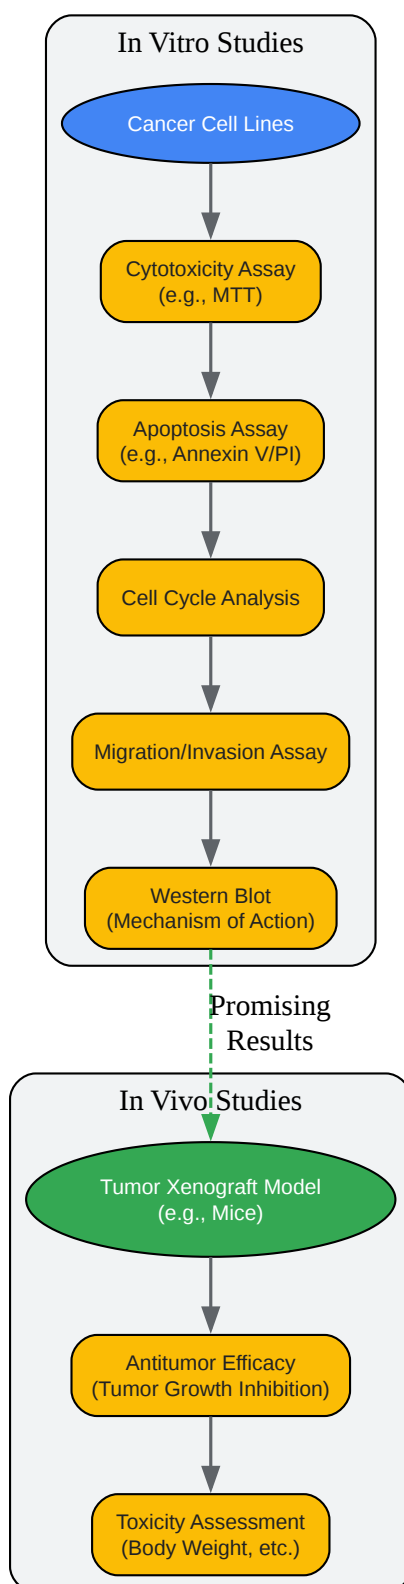 In Vitro Studies
Cancer Cell Lines
Cytotoxicity Assay
(e.g., MTT)
Apoptosis Assay
(e.g., Annexin V/PI)
Cell Cycle Analysis
Migration/Invasion Assay
Western Blot
(Mechanism of Action)
Promising
Results
In Vivo Studies
Tumor Xenograft Model
(e.g., Mice)
Antitumor Efficacy
(Tumor Growth Inhibition)
Toxicity Assessment
(Body Weight, etc.)